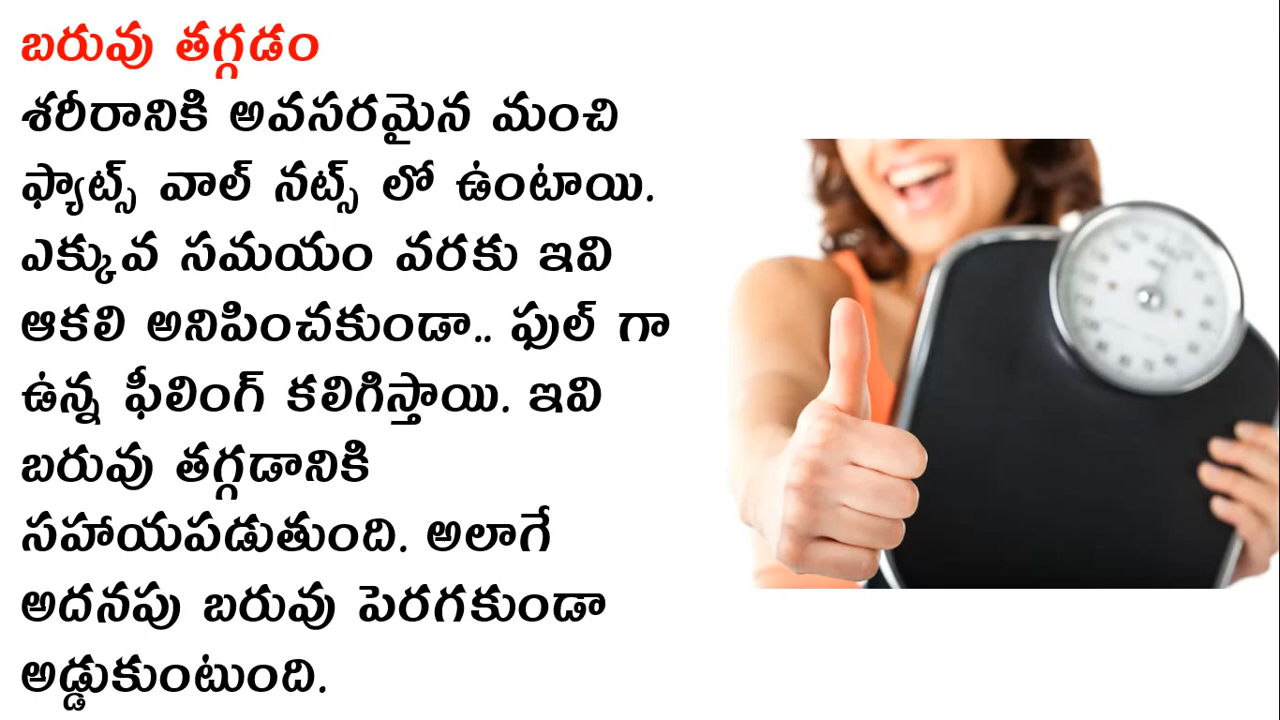 బరువు తగ్గడం
శరీరానికి అవసరమైన మంచి
ఫ్యాట్స్ వాల్ నట్స్ లో ఉంటాయి.
ఎక్కువ సమయం వరకు ఇవి
ఆకలి అనిపించకుండా.. ఫుల్ గా
ఉన్న ఫీలింగ్ కలిగిస్తాయి. ఇవి
బరువు తగ్గడానికి
సహాయపడుతుంది. అలాగే
అదనపు బరువు పెరగకుండా
అడ్డుకుంటుంది.